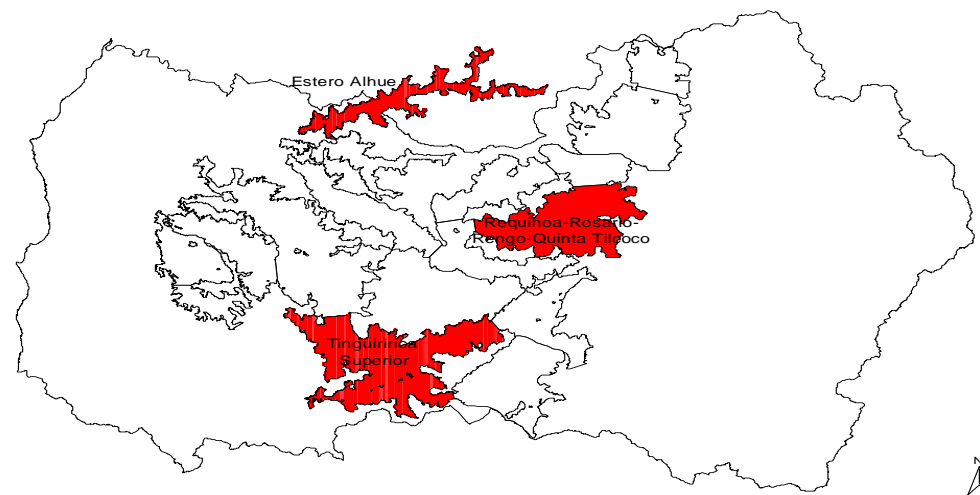 Estero Alhue
Requinoa-Rosario-
Rengo-Quinta Tilcoco
Tinguiririca
Superior
N